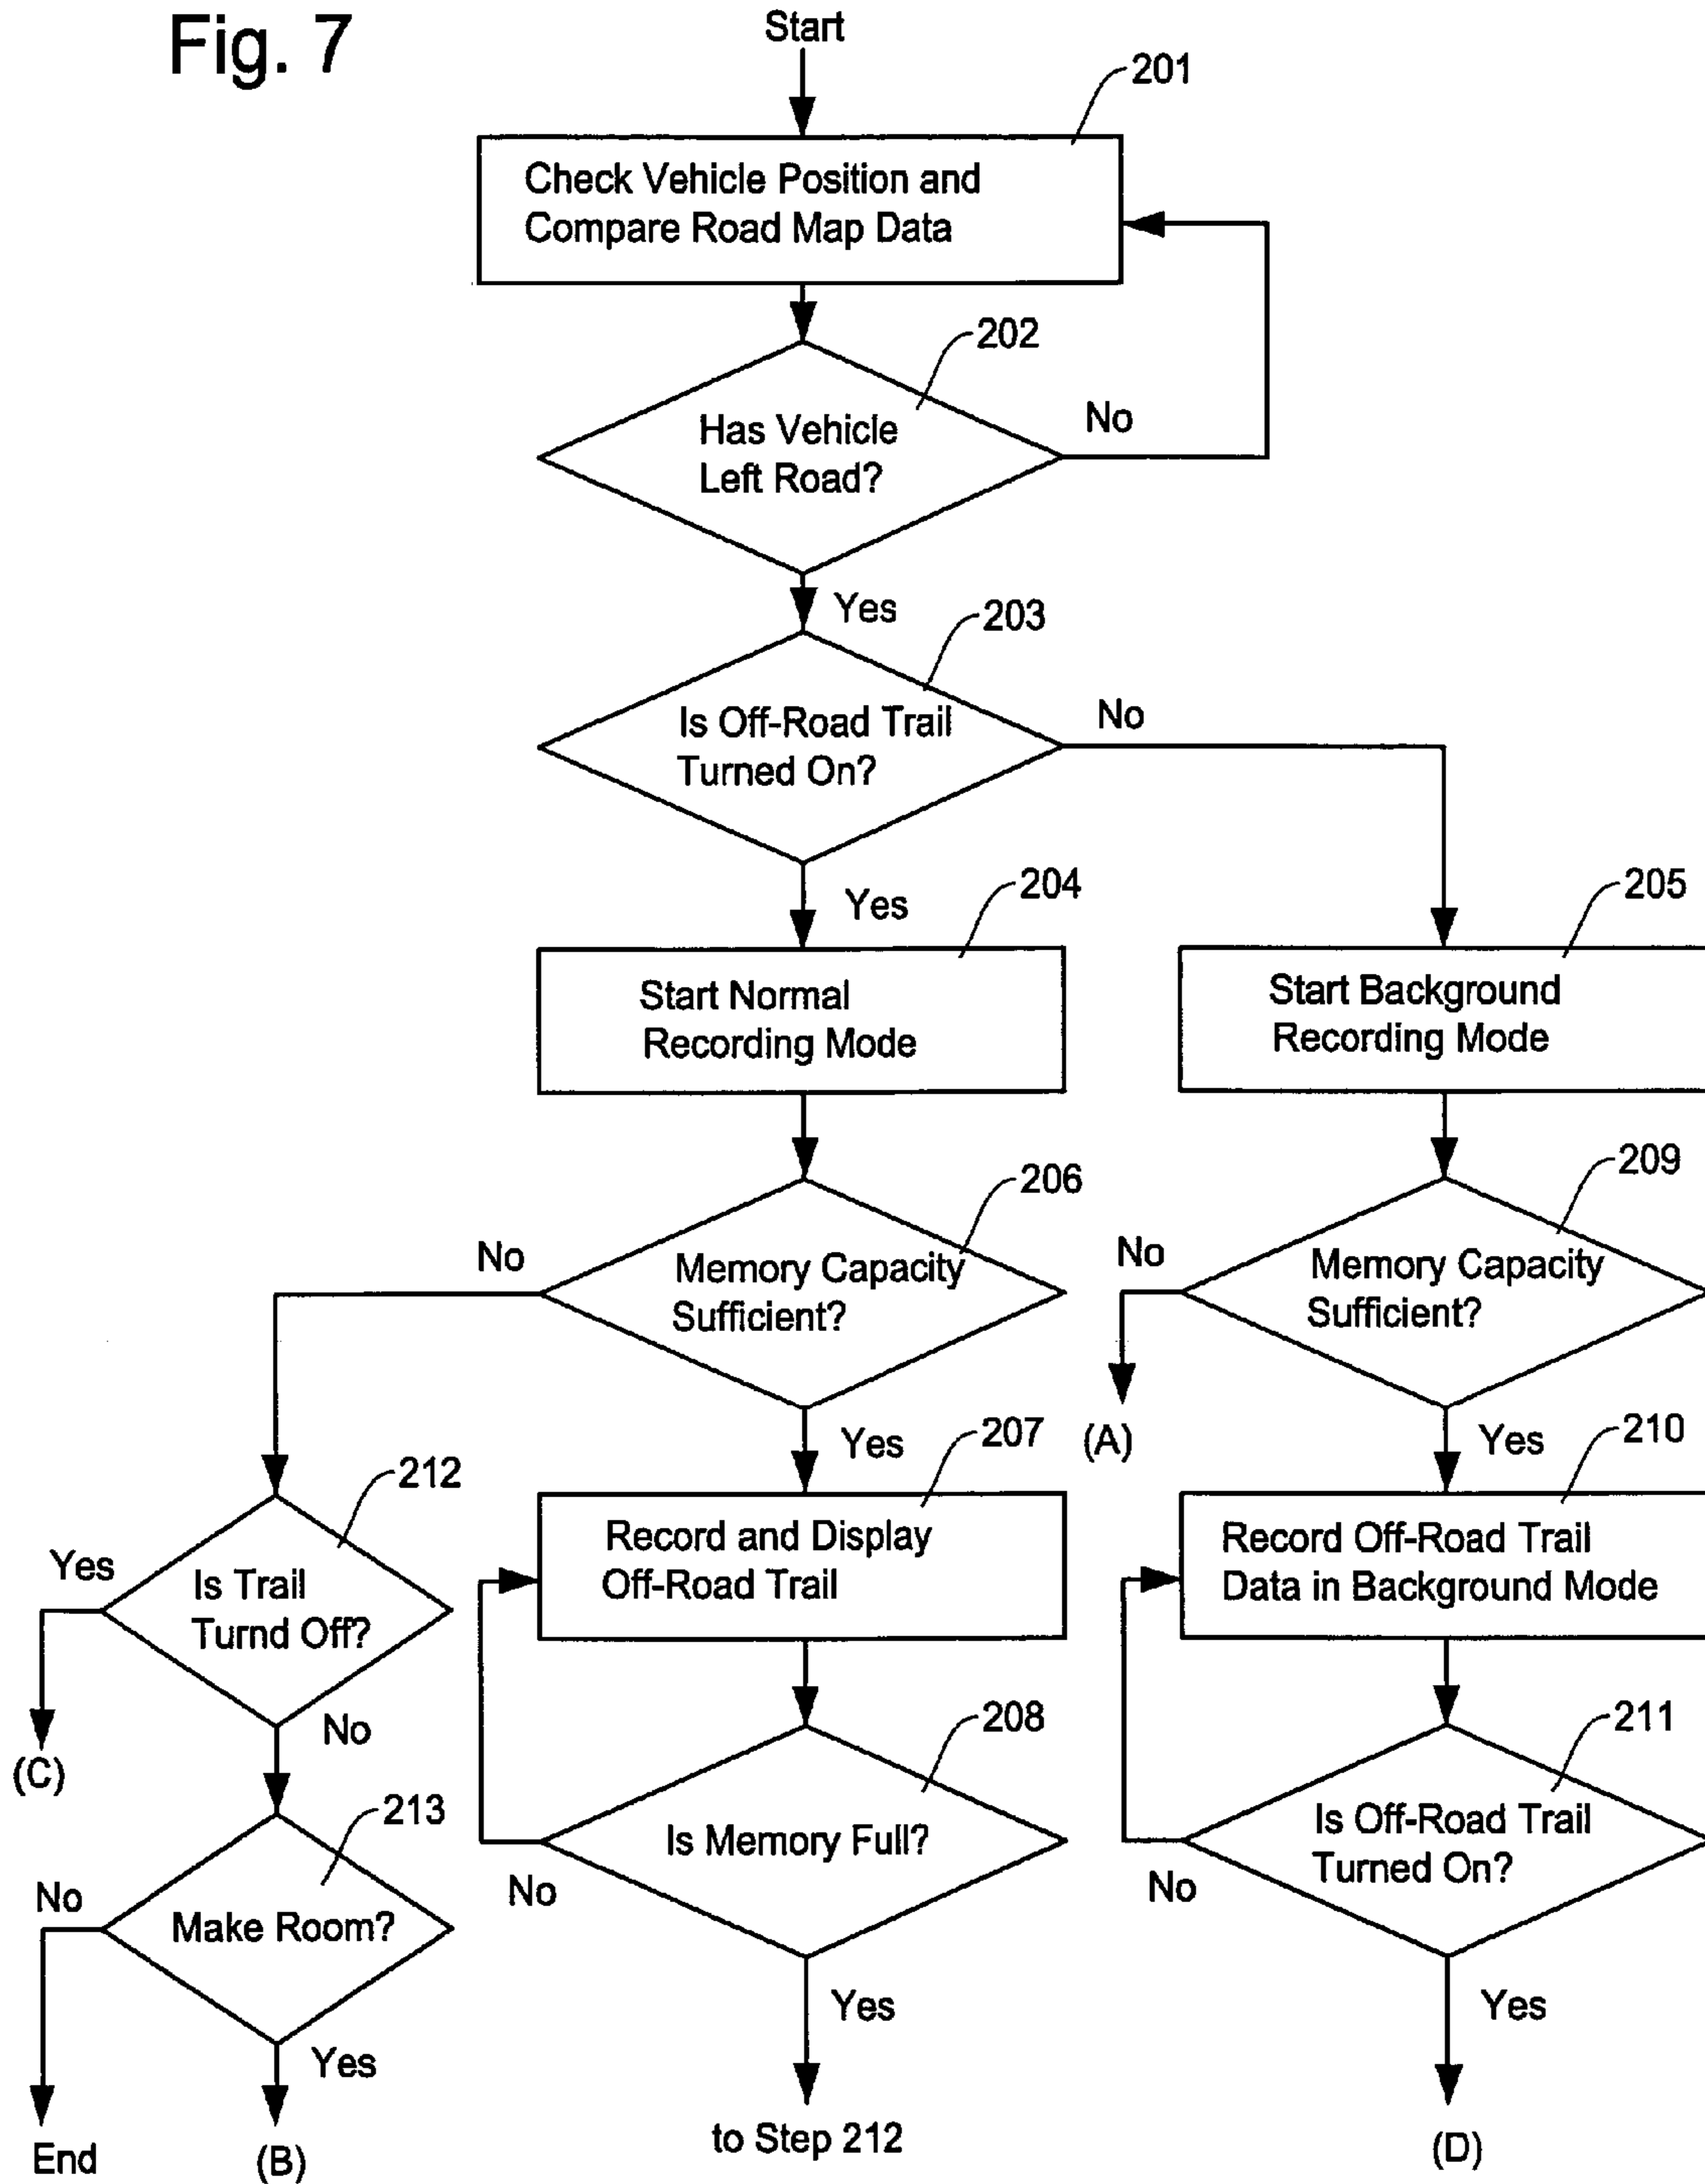 Fig. 7
Start
201
Check Vehicle Position and
Compare Road Map Data
202
Has Vehicle
Left Road?
No
Yes
203
Is Off-Road Trail
Turned On?
No
Yes
204
Start Normal
Recording Mode
205
Start Background
Recording Mode
206
Memory Capacity
Sufficient?
No
Yes
209
Memory Capacity
Sufficient?
No
(A)
Yes
212
Is Trail
Turnd Off?
Yes
(C)
No
207
Record and Display
Off-Road Trail
210
Record Off-Road Trail
Data in Background Mode
213
Make Room?
No
End
Yes
(B)
208
Is Memory Full?
No
Yes
to Step 212
211
Is Off-Road Trail
Turned On?
No
Yes
(D)